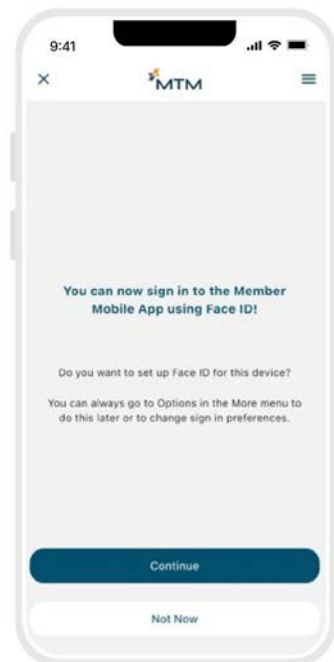 9:41
MTM
You can now sign in to the Member
Mobile App using Face ID!
Do you want to set up Face ID for this device?
You can always go to Options in the More menu to
do this later or to change sign in preferences.
Continue
Not Now